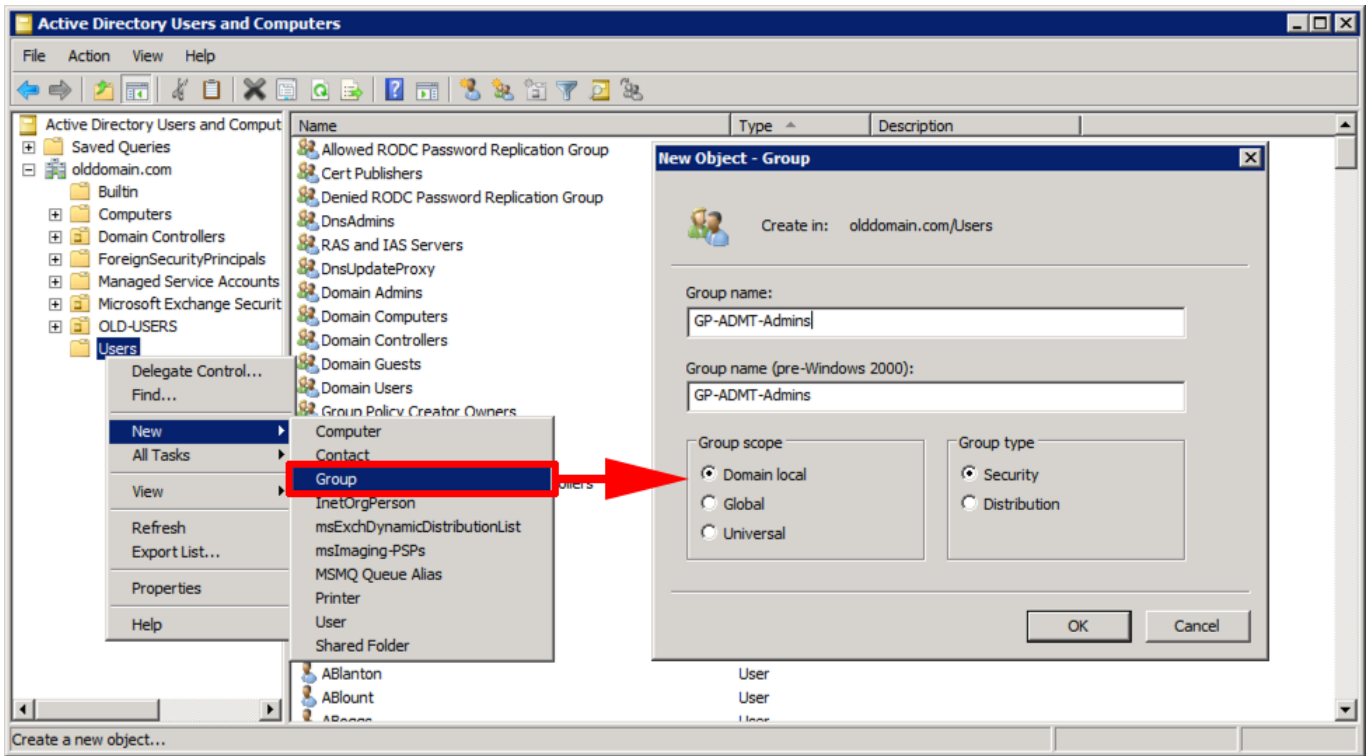 Active Directory Users and Computers
File Action View Help
Active Directory Users and Comput
Saved Queries
olddomain.com
Builtin
Computers
Domain Controllers
ForeignSecurityPrincipals
Managed Service Accounts
Microsoft Exchange Securit
OLD-USERS
Users
Name Type Description
Allowed RODC Password Replication Group
Cert Publishers
Denied RODC Password Replication Group
DnsAdmins
RAS and IAS Servers
DnsUpdateProxy
Domain Admins
Domain Computers
Domain Controllers
Domain Guests
Domain Users
Group Policy Creator Owners
Delegate Control...
Find...
New
All Tasks
View
Refresh
Export List...
Properties
Help
Computer
Contact
Group
InetOrgPerson
msExchDynamicDistributionList
msImaging-PSPs
MSMQ Queue Alias
Printer
User
Shared Folder
New Object - Group
Create in: olddomain.com/Users
Group name:
GP-ADMT-Admins
Group name (pre-Windows 2000):
GP-ADMT-Admins
Group scope
Domain local
Global
Universal
Group type
Security
Distribution
OK Cancel
ABlanton User
ABlount User
User
Create a new object...